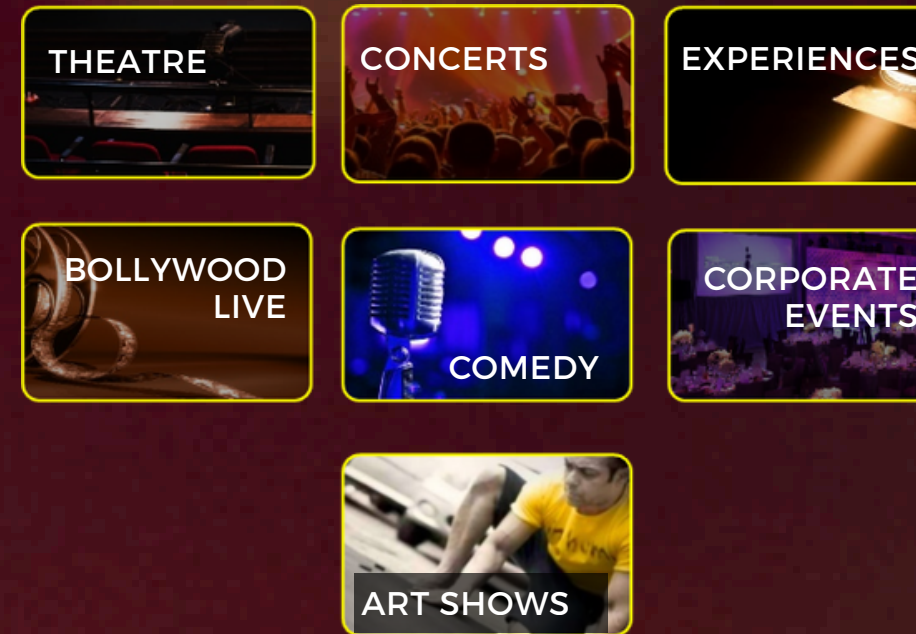 THEATRE
CONCERTS
EXPERIENCES
BOLLYWOOD
LIVE
COMEDY
CORPORATE
EVENTS
ART SHOWS